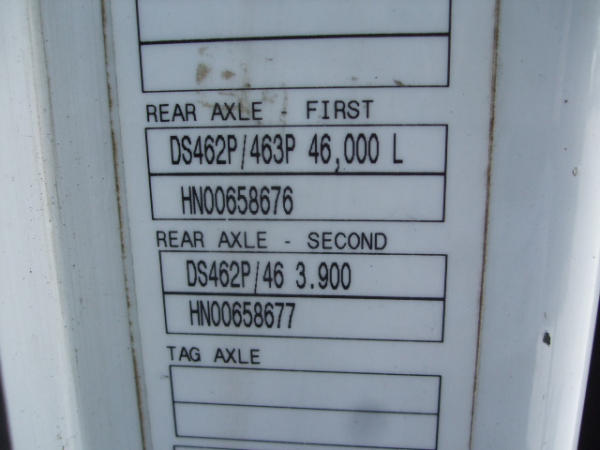 REAR AXLE - FIRST
DS462P/463P 46,000 L
HN00658676
REAR AXLE - SECOND
DS462P/46 3.900
HN00658677
TAG AXLE